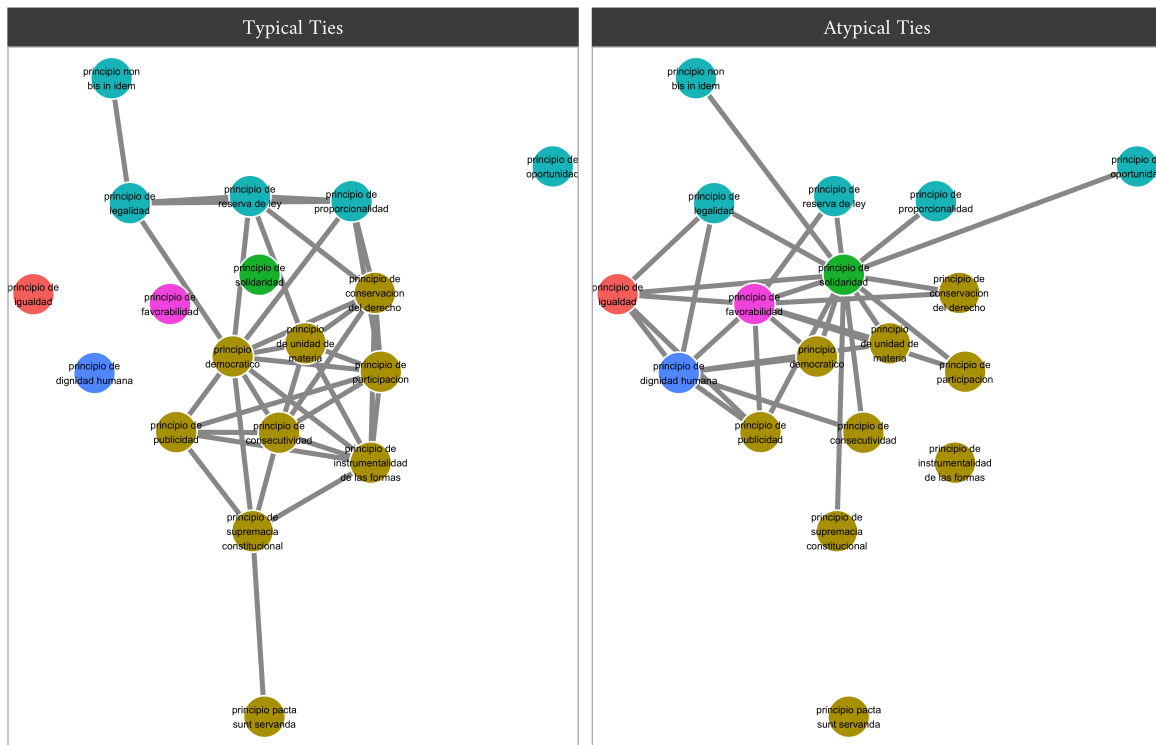 Typical Ties
principio non
bis in idem
principio de
oportunidad
principio de
legalidad
principio de
reserva de ley
principio de
proporcionalidad
principio de
solidaridad
principio de
igualdad
principio de
favorabilidad
principio de
conservacion
del derecho
principio
democratico
principio
de unidad de
materia
principio de
dignidad humana
principio de
participacion
principio de
publicidad
principio de
consecutividad
principio de
instrumentalidad
de las formas
principio de
supremacia
constitucional
principio pacta
sunt servanda
Atypical Ties
principio non
bis in idem
principio de
oportunida
principio de
legalidad
principio de
reserva de ley
principio de
proporcionalidad
principio de
solidaridad
principio de
igualdad
principio de
favorabilidad
principio de
conservacion
del derecho
principio
democratico
principio
de unidad de
materia
principio de
dignidad humana
principio de
participacion
principio de
publicidad
principio de
consecutividad
principio de
instrumentalidad
de las formas
principio de
supremacia
constitucional
principio pacta
sunt servanda